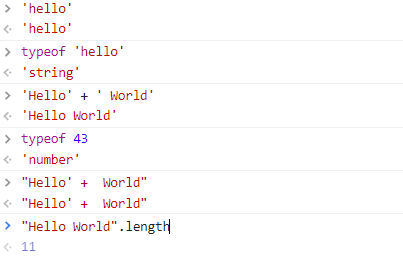 > 'hello'
<· 'hello'
> typeof 'hello'
<· 'string'
> 'Hello' + ' World'
<· 'Hello World'
> typeof 43
<· 'number'
> "Hello' +  World"
<· "Hello' +  World"
> "Hello World".length
<· 11